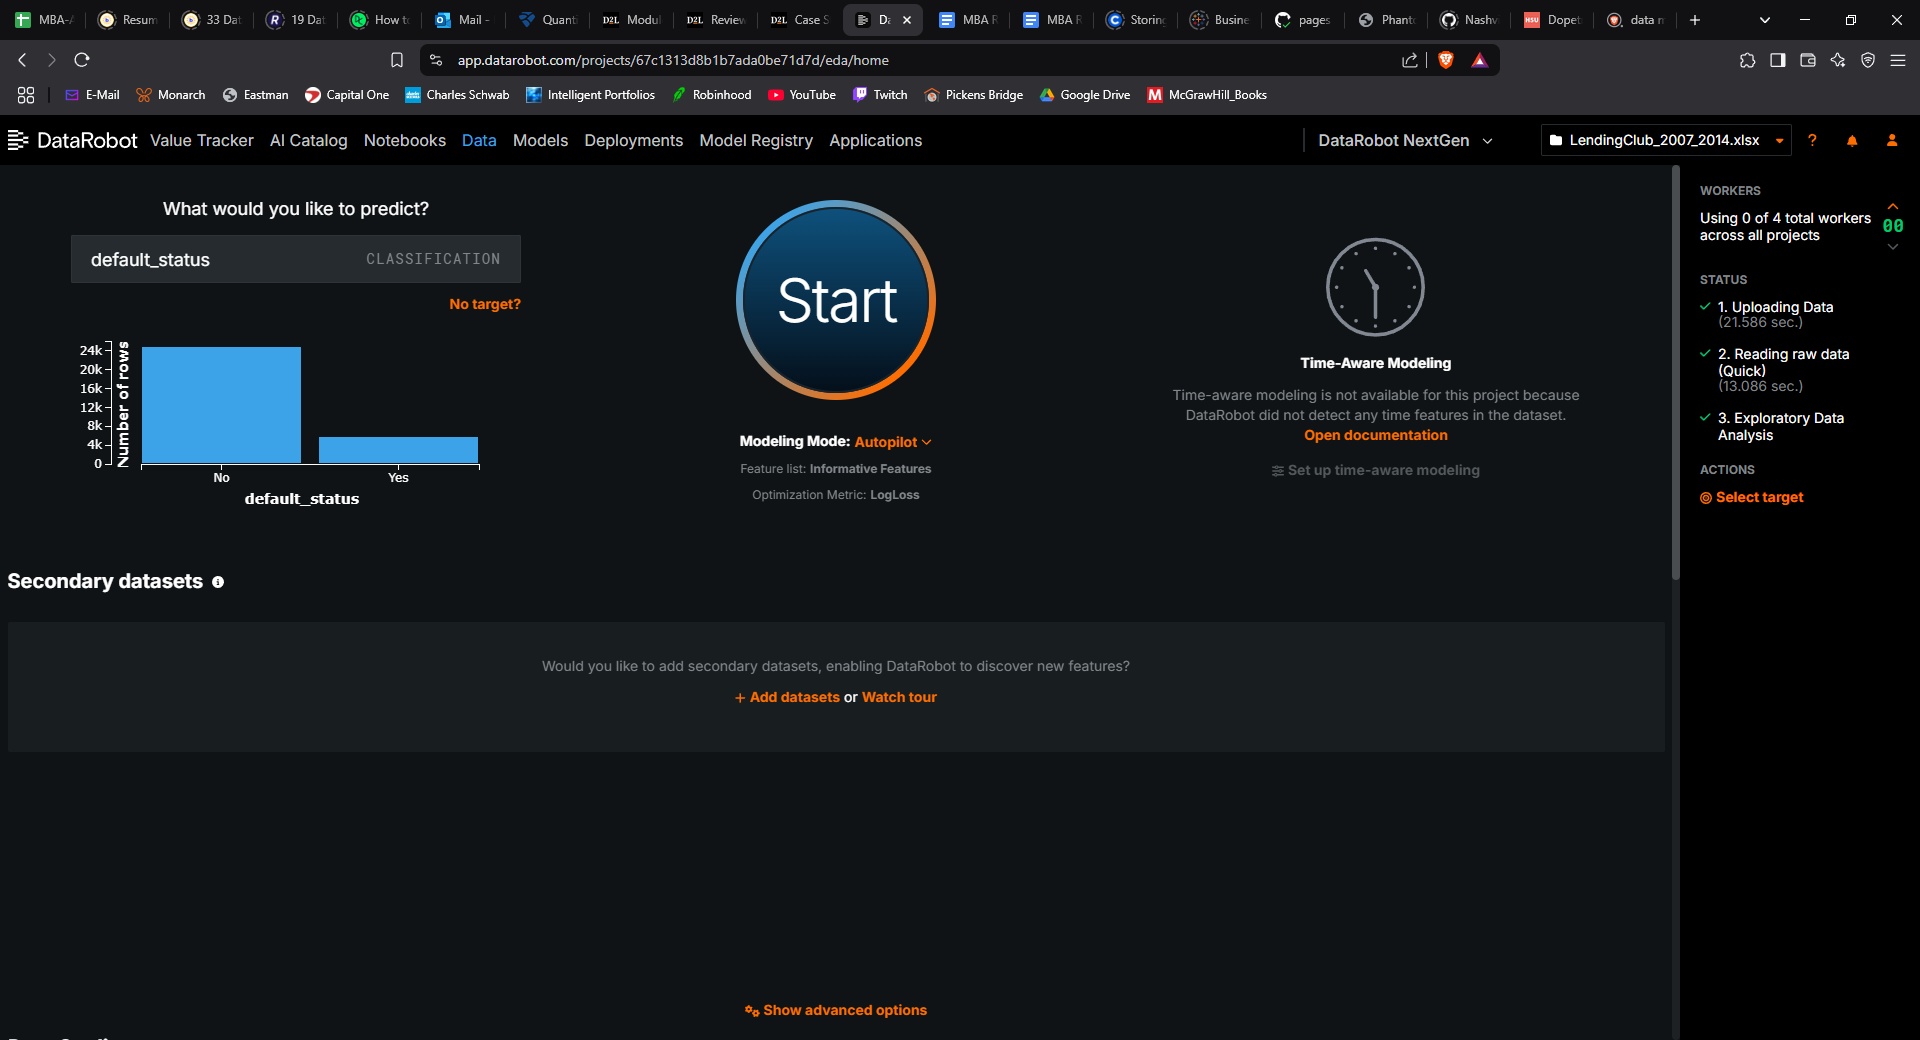 MBA-A
Resum
33 Dat
19 Dat
How to
Mail -
Quanti
D2L Modul
D2L Review
D2L Case S
Da
MBA R
MBA R
Storing
Busine
pages
Phanto
Nashv
HSU Dopet
data m
app.datarobot.com/projects/67c1313d8b1b7ada0be71d7d/eda/home
E-Mail
Monarch
Eastman
Capital One
Charles Schwab
Intelligent Portfolios
Robinhood
YouTube
Twitch
Pickens Bridge
Google Drive
M McGrawHill_Books
DataRobot
Value Tracker
AI Catalog
Notebooks
Data
Models
Deployments
Model Registry
Applications
DataRobot NextGen
LendingClub_2007_2014.xlsx
?
What would you like to predict?
default_status CLASSIFICATION
No target?
Number of rows
24k
20k
16k
12k
8k
4k
0
No Yes
default_status
Start
Modeling Mode: Autopilot
Feature list: Informative Features
Optimization Metric: LogLoss
Time-Aware Modeling
Time-aware modeling is not available for this project because
DataRobot did not detect any time features in the dataset.
Open documentation
Set up time-aware modeling
Secondary datasets
Would you like to add secondary datasets, enabling DataRobot to discover new features?
+ Add datasets or Watch tour
Show advanced options
WORKERS
Using 0 of 4 total workers
across all projects
00
STATUS
1. Uploading Data
(21.586 sec.)
2. Reading raw data
(Quick)
(13.086 sec.)
3. Exploratory Data
Analysis
ACTIONS
Select target